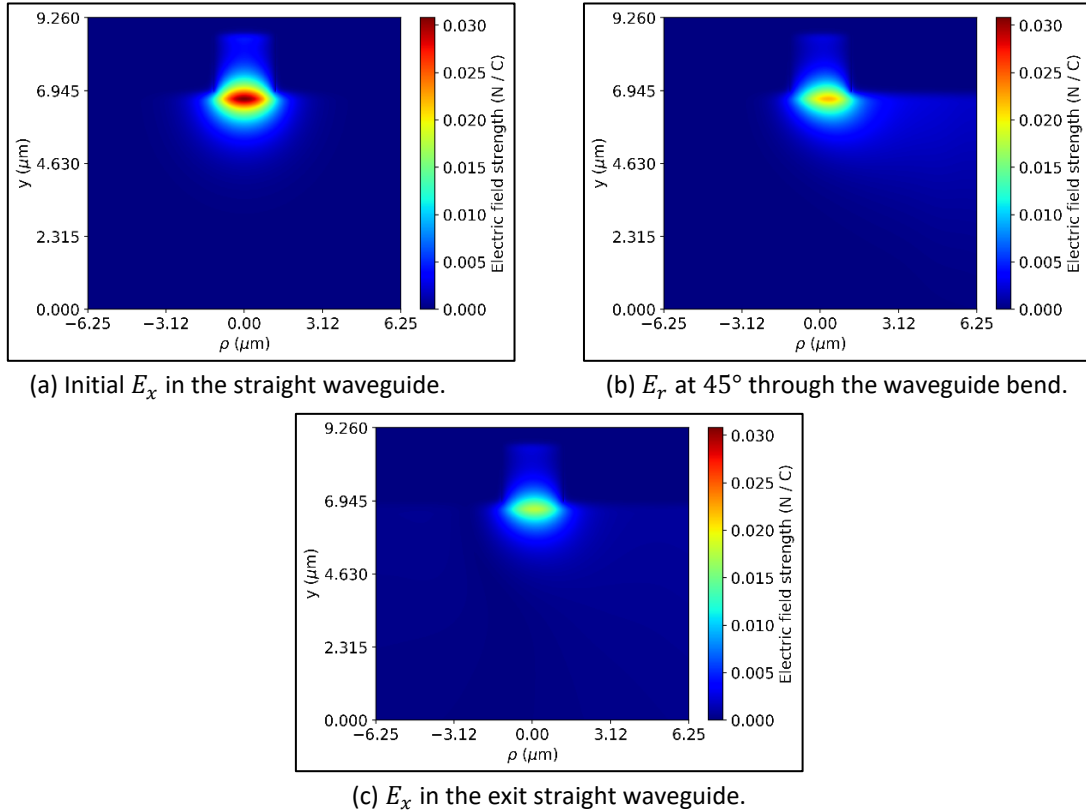 9.260
6.945
4.630
2.315
0.000
y (μm)
−6.25 −3.12 0.00 3.12 6.25
ρ (μm)
0.030
0.025
0.020
0.015
0.010
0.005
0.000
Electric field strength (N / C)
(a) Initial E_x in the straight waveguide.
9.260
6.945
4.630
2.315
0.000
y (μm)
−6.25 −3.12 0.00 3.12 6.25
ρ (μm)
0.030
0.025
0.020
0.015
0.010
0.005
0.000
Electric field strength (N / C)
(b) E_r at 45° through the waveguide bend.
9.260
6.945
4.630
2.315
0.000
y (μm)
−6.25 −3.12 0.00 3.12 6.25
ρ (μm)
0.030
0.025
0.020
0.015
0.010
0.005
0.000
Electric field strength (N / C)
(c) E_x in the exit straight waveguide.